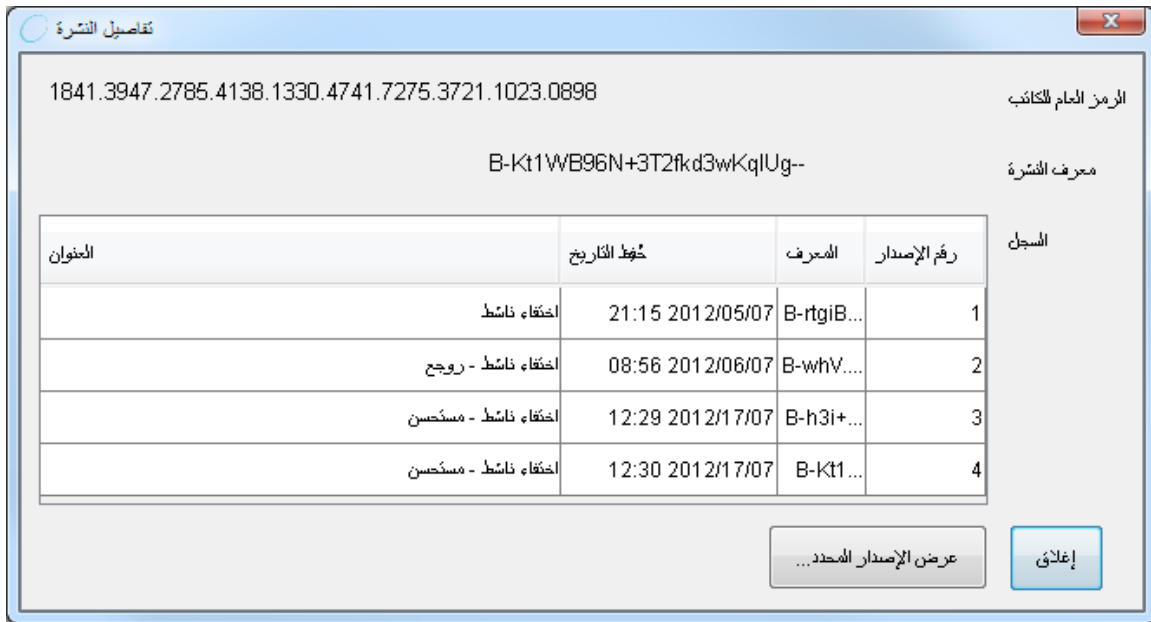 تفاصيل النشرة
الرمز العام للكاتب 1841.3947.2785.4138.1330.4741.7275.3721.1023.0898
معرف النشرة B-Kt1WB96N+3T2fkd3wKqlUg--
السجل
رقم الإصدار المعرف حُفِظ التاريخ العنوان
1 B-rtgiB... 21:15 2012/05/07 اختفاء ناشط
2 B-whV.... 08:56 2012/06/07 اختفاء ناشط - روجع
3 B-h3i+... 12:29 2012/17/07 اختفاء ناشط - مستحسن
4 B-Kt1... 12:30 2012/17/07 اختفاء ناشط - مستحسن
إغلاق عرض الإصدار المحدد...